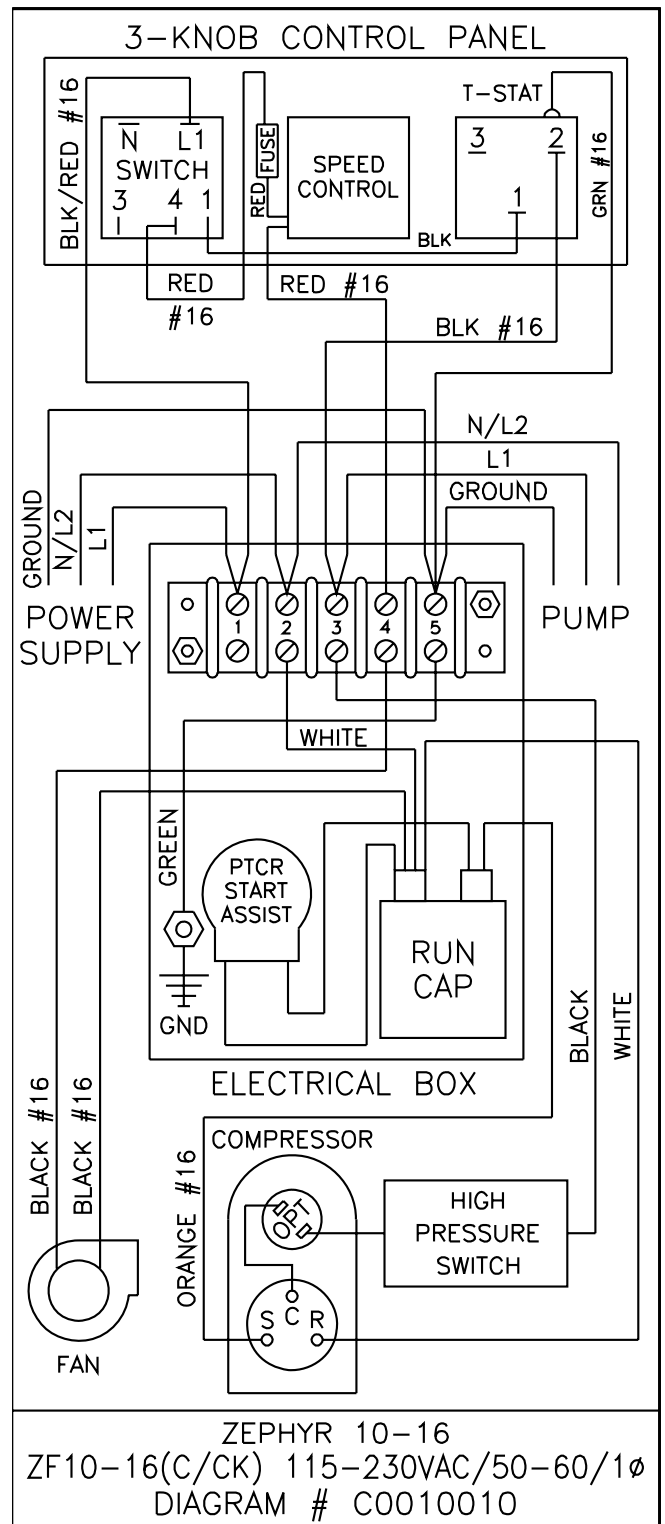 3-KNOB CONTROL PANEL
BLK/RED #16
N L1
SWITCH
3 4 1
FUSE
RED
SPEED
CONTROL
T-STAT
3 2
1
GRN #16
BLK
RED
#16
RED #16
BLK #16
N/L2
L1
GROUND
GROUND
N/L2
L1
POWER
SUPPLY
1 2 3 4 5
PUMP
WHITE
GREEN
PTCR
START
ASSIST
RUN
CAP
GND
BLACK
WHITE
ELECTRICAL BOX
BLACK #16
BLACK #16
ORANGE #16
COMPRESSOR
OPT
S C R
HIGH
PRESSURE
SWITCH
FAN
ZEPHYR 10-16
ZF10-16(C/CK) 115-230VAC/50-60/1ø
DIAGRAM # C0010010